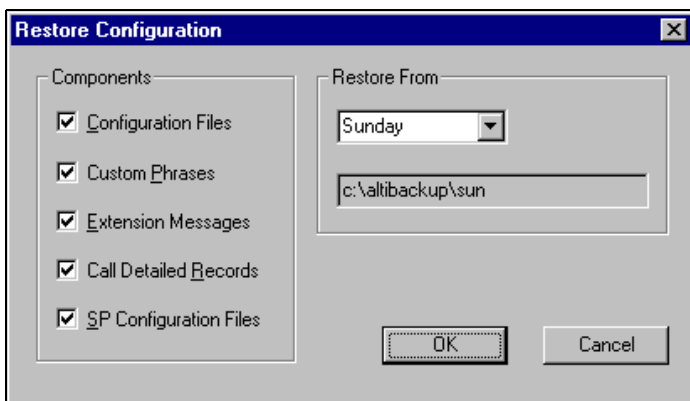 Restore Configuration
Components
Configuration Files
Custom Phrases
Extension Messages
Call Detailed Records
SP Configuration Files
Restore From
Sunday
c:\altibackup\sun
OK
Cancel